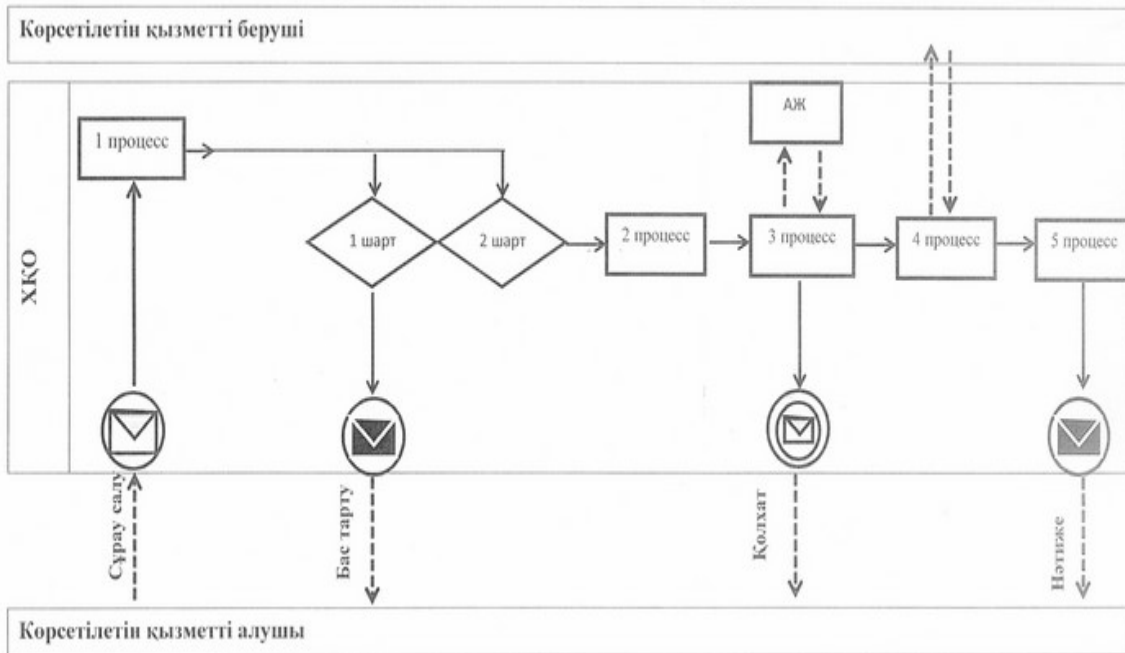 Көрсетілетін қызметті беруші
АЖ
1 процесс
1 шарт
2 шарт
2 процесс
3 процесс
4 процесс
5 процесс
ХҚО
Сұрау салу
Бас тарту
Қолхат
Нәтиже
Көрсетілетін қызметті алушы